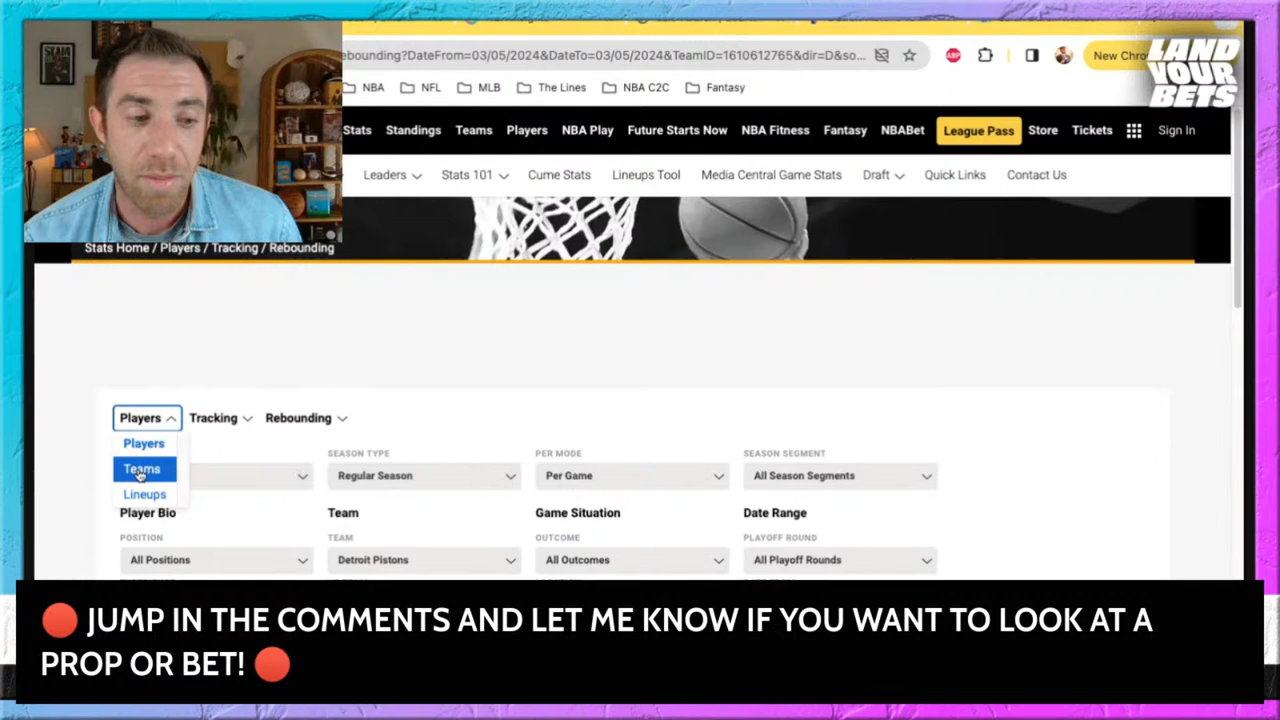 SLAM
ebounding?DateFrom=03/05/2024&DateTo=03/05/2024&TeamID=1610612765&dir=D&so...
ABP
New Chro
LAND
YOUR
BETS
NBA
NFL
MLB
The Lines
NBA C2C
Fantasy
Stats Standings Teams Players NBA Play Future Starts Now NBA Fitness Fantasy NBABet League Pass Store Tickets Sign In
Leaders Stats 101 Cume Stats Lineups Tool Media Central Game Stats Draft Quick Links Contact Us
Stats Home / Players / Tracking / Rebounding
Players Tracking Rebounding
Players
Teams
Lineups
SEASON TYPE PER MODE SEASON SEGMENT
Regular Season Per Game All Season Segments
Player Bio Team Game Situation Date Range
POSITION TEAM OUTCOME PLAYOFF ROUND
All Positions Detroit Pistons All Outcomes All Playoff Rounds
JUMP IN THE COMMENTS AND LET ME KNOW IF YOU WANT TO LOOK AT A
PROP OR BET!